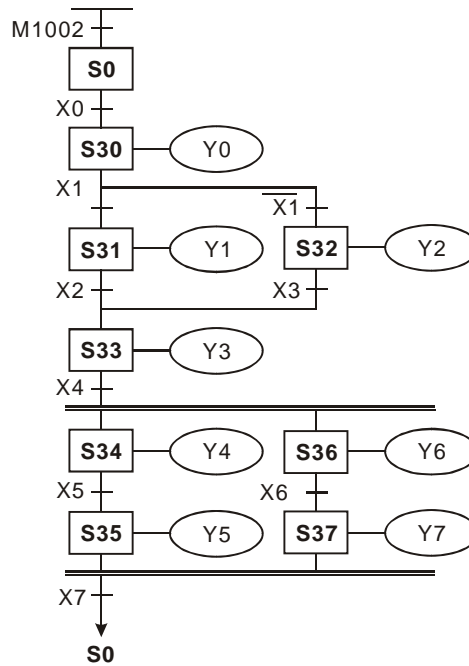 M1002
S0
X0
S30 Y0
X1 X̅1̅
S31 Y1 S32 Y2
X2 X3
S33 Y3
X4
S34 Y4 S36 Y6
X5 X6
S35 Y5 S37 Y7
X7
S0